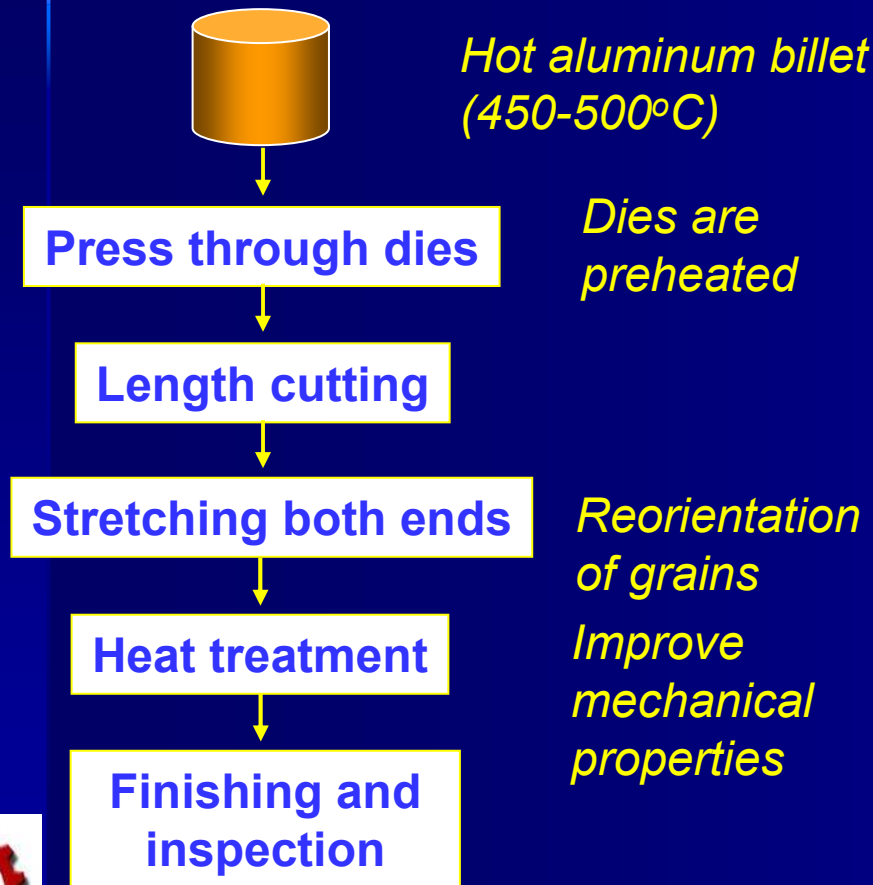 Hot aluminum billet
(450-500ºC)
Press through dies
Dies are
preheated
Length cutting
Stretching both ends
Reorientation
of grains
Heat treatment
Improve
mechanical
properties
Finishing and
inspection